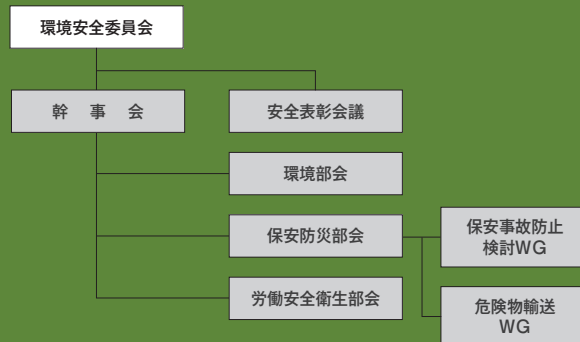 環境安全委員会
幹　事　会
安全表彰会議
環境部会
保安防災部会
保安事故防止
検討WG
労働安全衛生部会
危険物輸送
WG